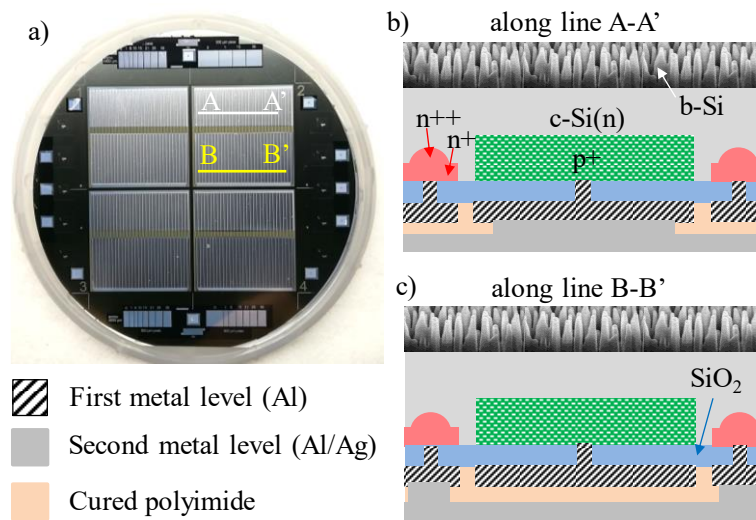 a)
1
2
A A’
B B’
3
4
b) along line A-A’
b-Si
c-Si(n)
n++
n+
p+
c) along line B-B’
SiO2
First metal level (Al)
Second metal level (Al/Ag)
Cured polyimide